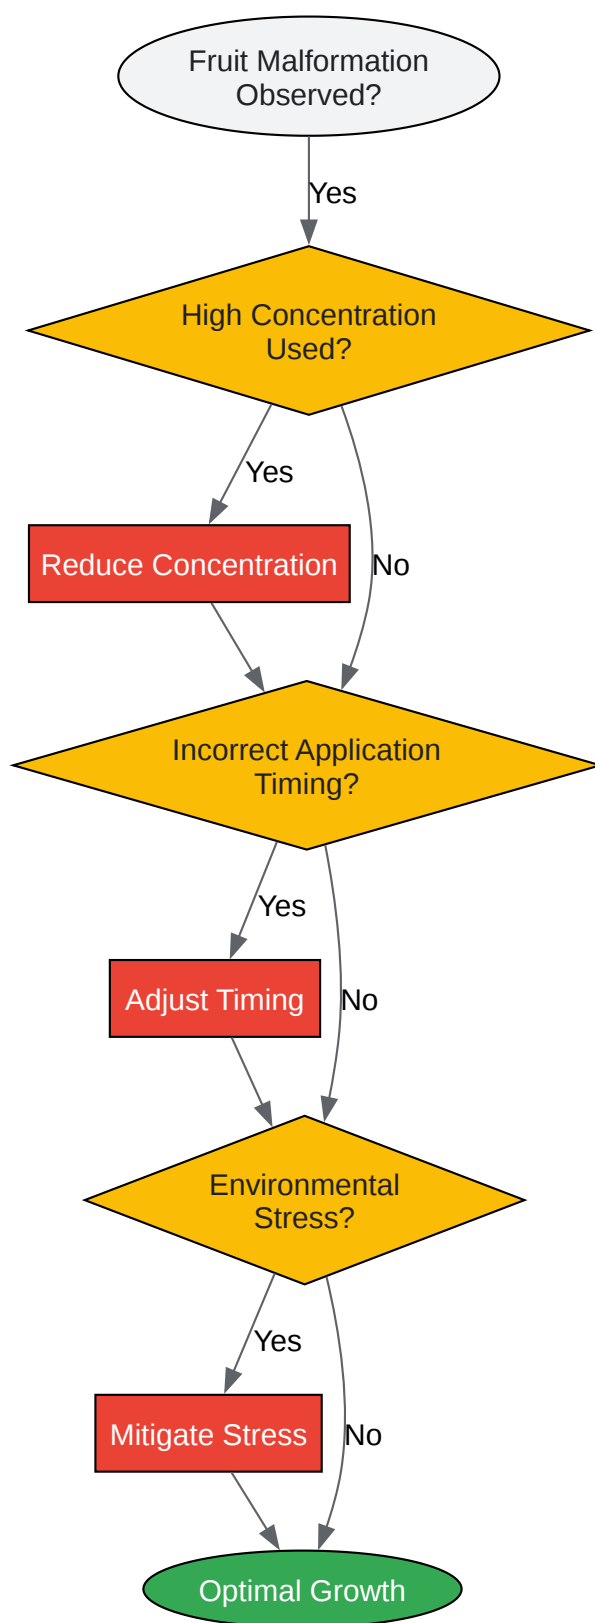 Fruit Malformation
Observed?
Yes
High Concentration
Used?
Yes
Reduce Concentration
No
Incorrect Application
Timing?
Yes
Adjust Timing
No
Environmental
Stress?
Yes
Mitigate Stress
No
Optimal Growth